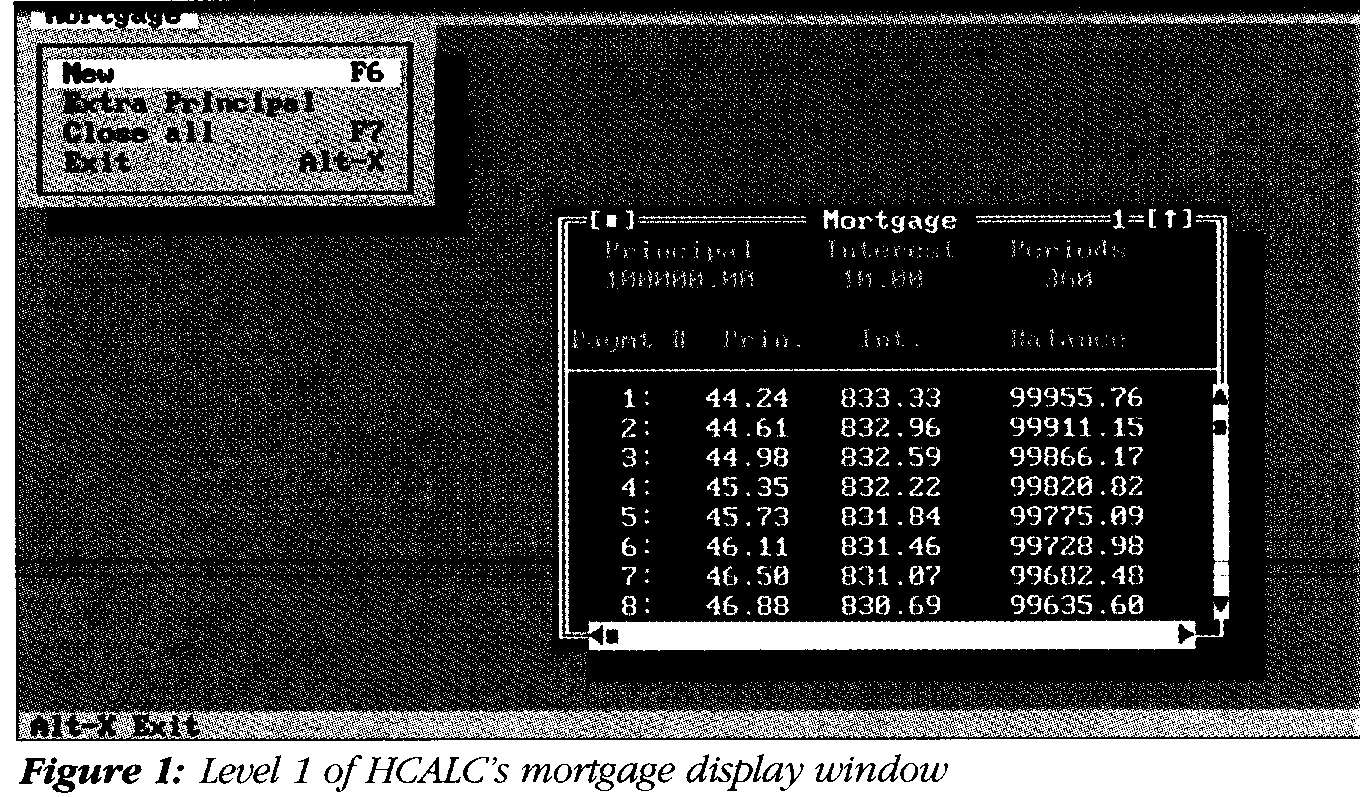 Mortgage
New F6
Extra Principal
Close all F7
Exit Alt-X
[■] Mortgage 1=[↑]
Principal Interest Periods
100000.00 10.00 360
Paymt # Prin. Int. Balance
1: 44.24 833.33 99955.76
2: 44.61 832.96 99911.15
3: 44.98 832.59 99866.17
4: 45.35 832.22 99820.82
5: 45.73 831.84 99775.09
6: 46.11 831.46 99728.98
7: 46.50 831.07 99682.48
8: 46.88 830.69 99635.60
Alt-X Exit
Figure 1: Level 1 of HCALC's mortgage display window